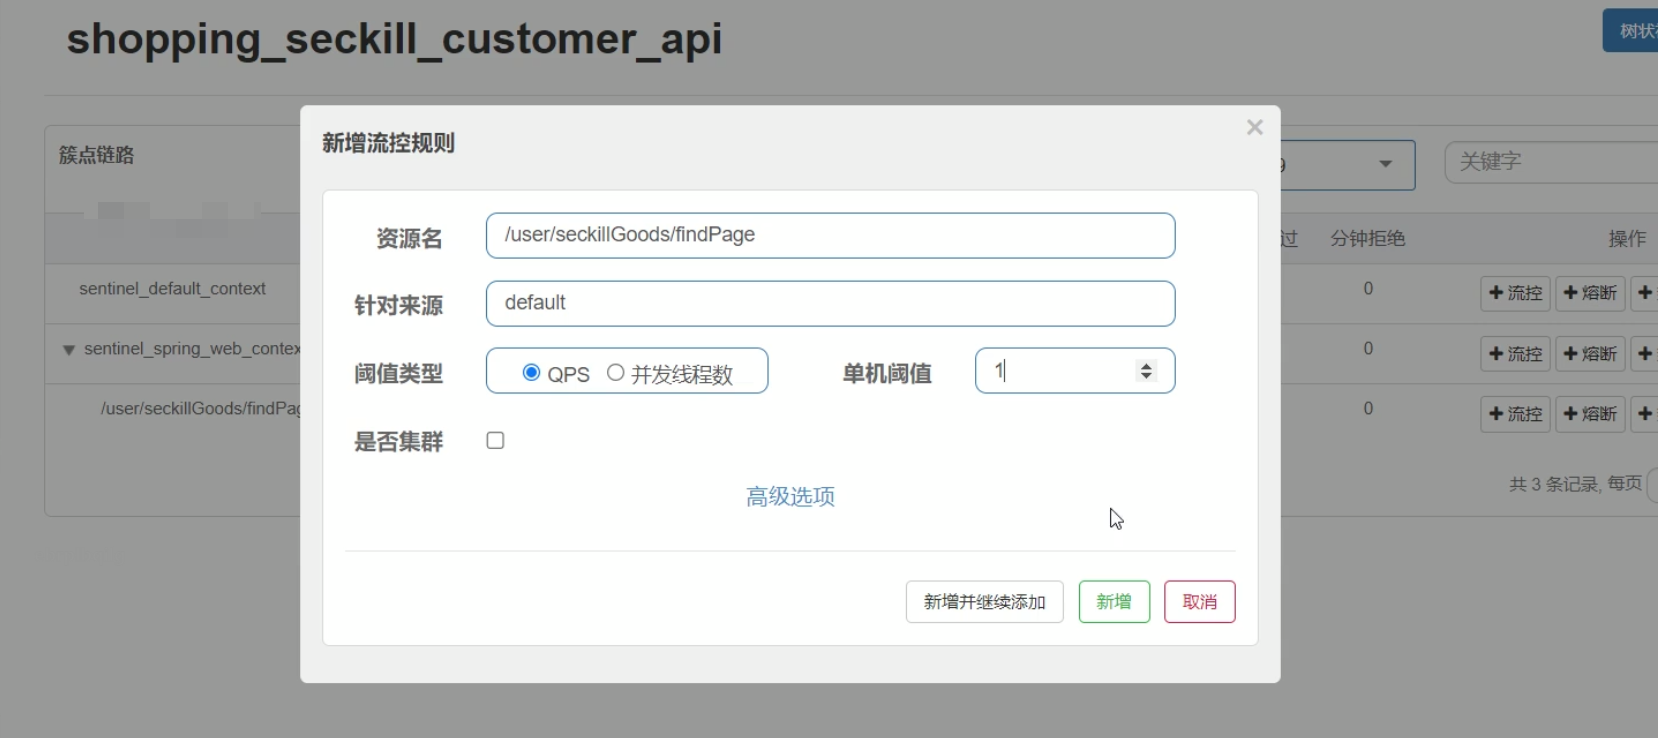 shopping_seckill_customer_api
树状
新增流控规则
簇点链路
关键字
资源名 /user/seckillGoods/findPage
过 分钟拒绝 操作
针对来源 default
sentinel_default_context 0 流控 熔断
阈值类型 QPS 并发线程数 单机阈值 1
sentinel_spring_web_contex 0 流控 熔断
/user/seckillGoods/findPag 0 流控 熔断
是否集群
高级选项
共 3 条记录, 每页
新增并继续添加 新增 取消